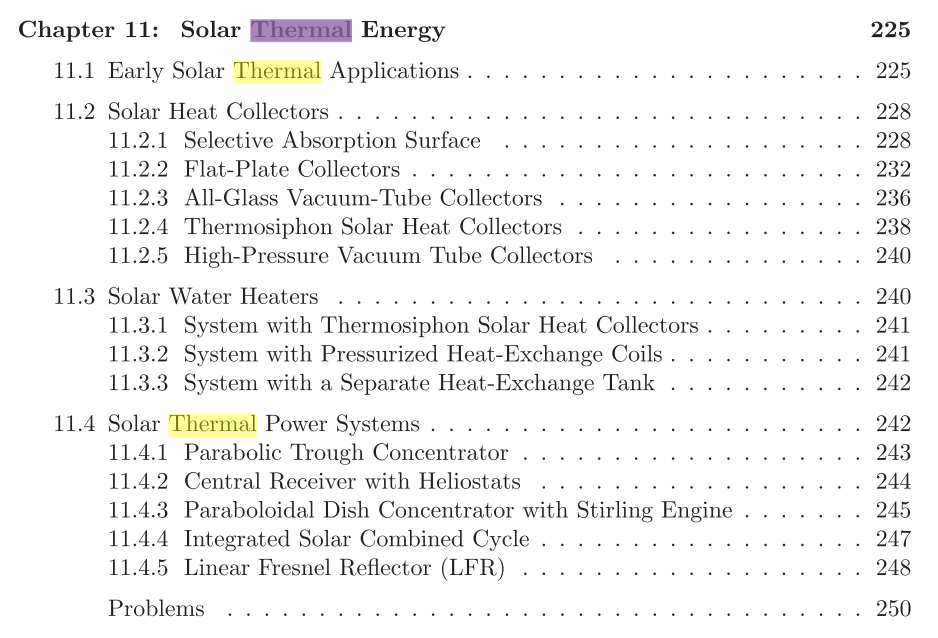 Chapter 11: Solar Thermal Energy 225
11.1 Early Solar Thermal Applications . . . . . . . . . . . . . . . . . . . . . . 225
11.2 Solar Heat Collectors . . . . . . . . . . . . . . . . . . . . . . . . . . . . . 228
11.2.1 Selective Absorption Surface . . . . . . . . . . . . . . . . . . . . 228
11.2.2 Flat-Plate Collectors . . . . . . . . . . . . . . . . . . . . . . . . . 232
11.2.3 All-Glass Vacuum-Tube Collectors . . . . . . . . . . . . . . . . . 236
11.2.4 Thermosiphon Solar Heat Collectors . . . . . . . . . . . . . . . . 238
11.2.5 High-Pressure Vacuum Tube Collectors . . . . . . . . . . . . . . 240
11.3 Solar Water Heaters . . . . . . . . . . . . . . . . . . . . . . . . . . . . . 240
11.3.1 System with Thermosiphon Solar Heat Collectors . . . . . . . . . 241
11.3.2 System with Pressurized Heat-Exchange Coils . . . . . . . . . . . 241
11.3.3 System with a Separate Heat-Exchange Tank . . . . . . . . . . . 242
11.4 Solar Thermal Power Systems . . . . . . . . . . . . . . . . . . . . . . . . 242
11.4.1 Parabolic Trough Concentrator . . . . . . . . . . . . . . . . . . . 243
11.4.2 Central Receiver with Heliostats . . . . . . . . . . . . . . . . . . 244
11.4.3 Paraboloidal Dish Concentrator with Stirling Engine . . . . . . . 245
11.4.4 Integrated Solar Combined Cycle . . . . . . . . . . . . . . . . . . 247
11.4.5 Linear Fresnel Reflector (LFR) . . . . . . . . . . . . . . . . . . . 248
Problems . . . . . . . . . . . . . . . . . . . . . . . . . . . . . . . . . . . 250